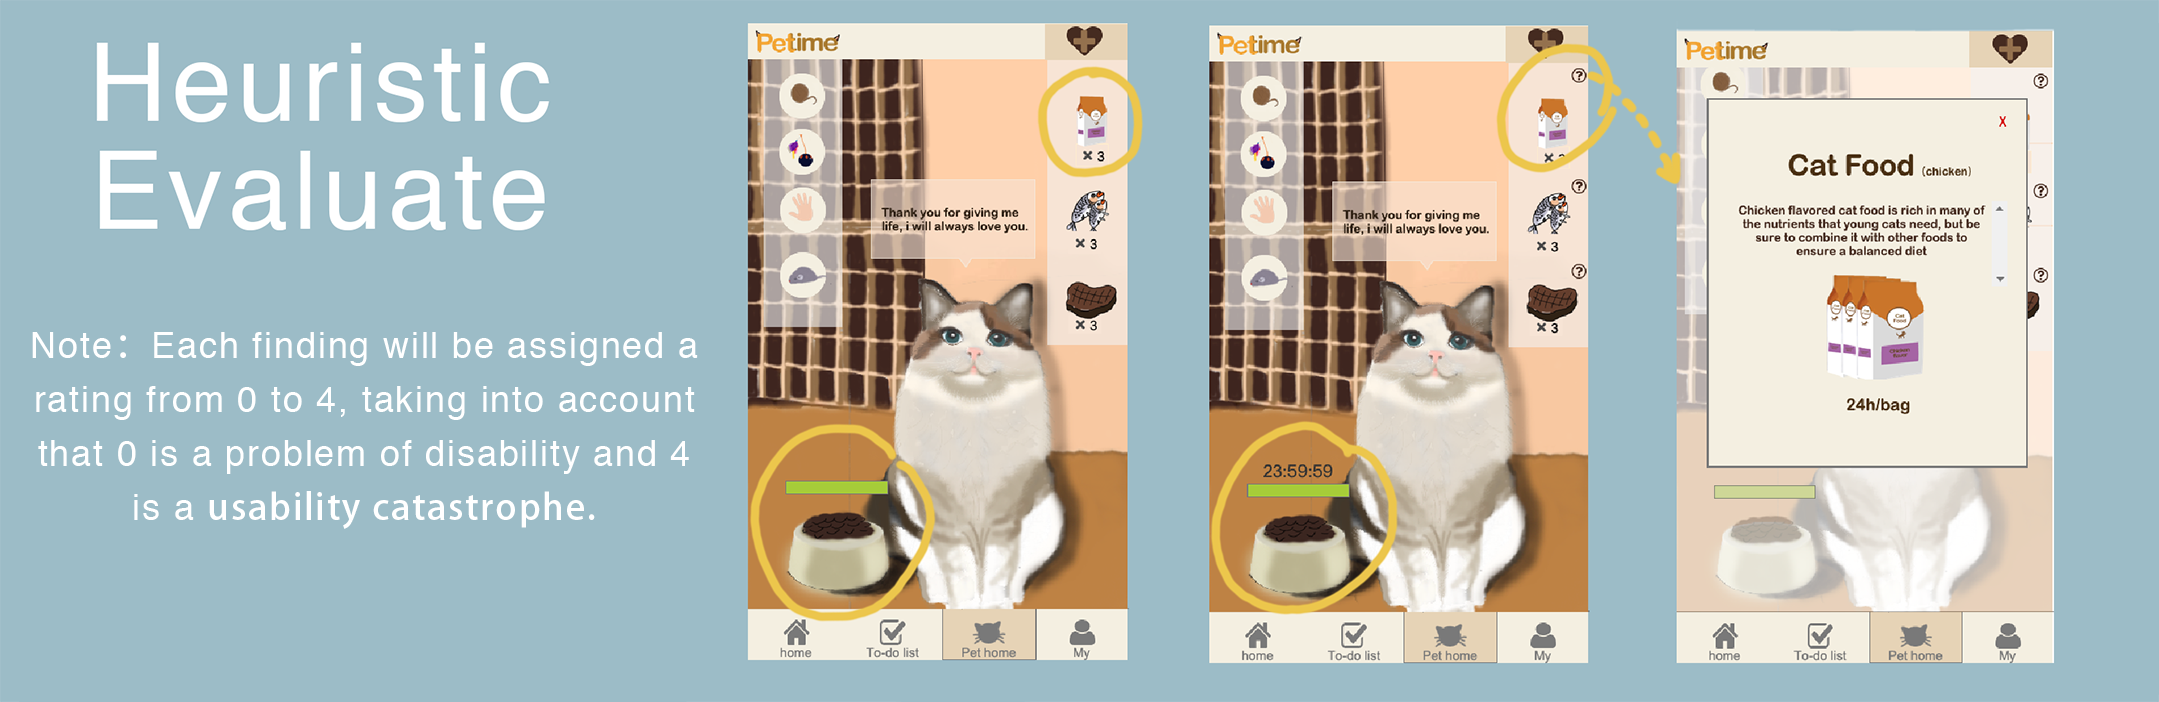 Heuristic
Evaluate
Note：Each finding will be assigned a
rating from 0 to 4, taking into account
that 0 is a problem of disability and 4
is a usability catastrophe.
Petime
× 3
Thank you for giving me
life, i will always love you.
× 3
× 3
home
To-do list
Pet home
My
Petime
?
×
Thank you for giving me
life, i will always love you.
?
× 3
?
× 3
23:59:59
home
To-do list
Pet home
My
Petime
?
?
?
X
Cat Food (chicken)
Chicken flavored cat food is rich in many of
the nutrients that young cats need, but be
sure to combine it with other foods to
ensure a balanced diet
Cat
Food
24h/bag
home
To-do list
Pet home
My